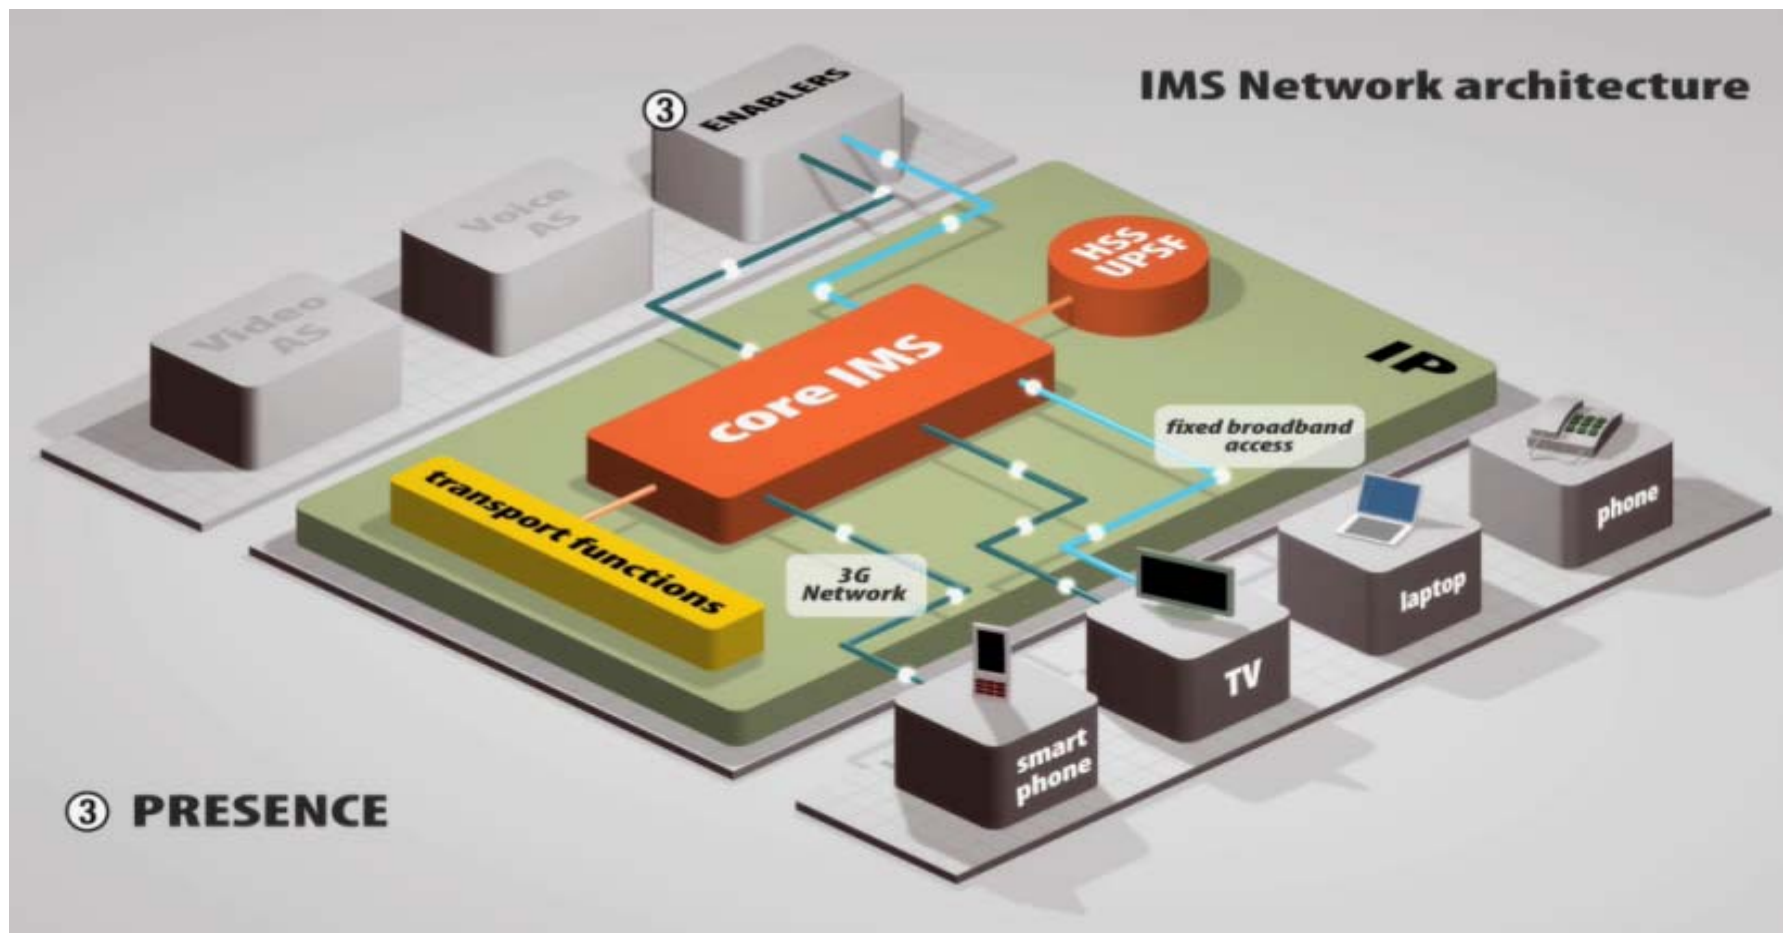 IMS Network architecture
3
ENABLERS
Voice
AS
Video
AS
HSS
UPSF
core IMS
IP
fixed broadband
access
transport functions
3G
Network
phone
laptop
TV
smart
phone
3 PRESENCE